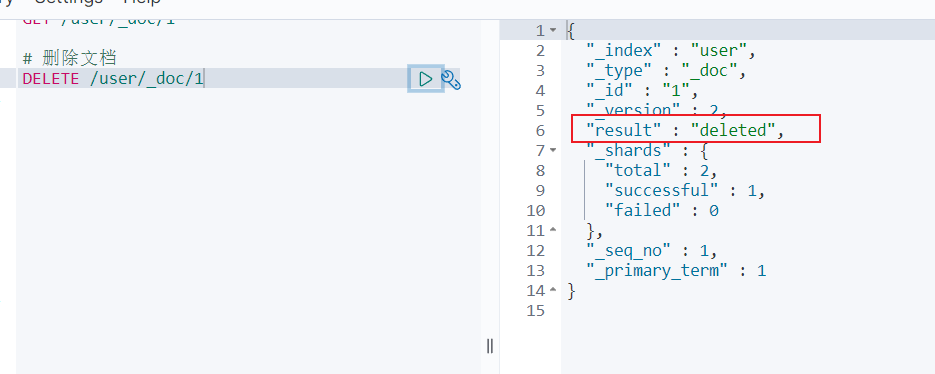 GET /user/_doc/1
# 删除文档
DELETE /user/_doc/1
1 {
2 "_index" : "user",
3 "_type" : "_doc",
4 "_id" : "1",
5 "_version" : 2,
6 "result" : "deleted",
7 "_shards" : {
8 "total" : 2,
9 "successful" : 1,
10 "failed" : 0
11 },
12 "_seq_no" : 1,
13 "_primary_term" : 1
14 }
15